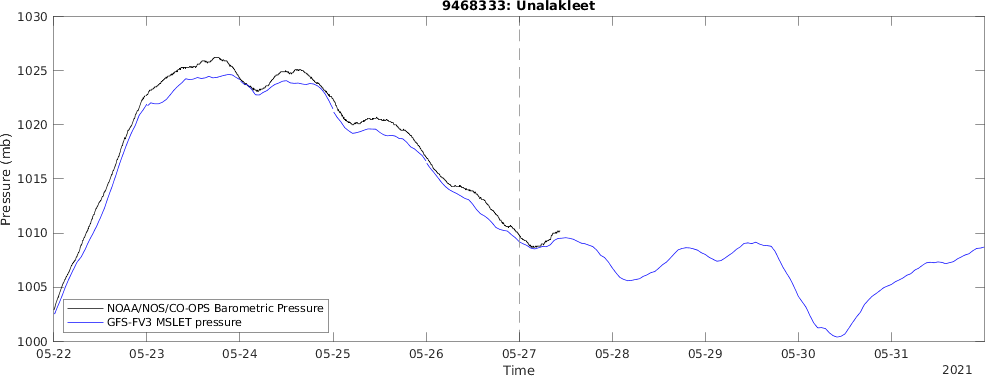 9468333: Unalakleet
1030
1025
1020
1015
1010
1005
1000
Pressure (mb)
NOAA/NOS/CO-OPS Barometric Pressure
GFS-FV3 MSLET pressure
05-22 05-23 05-24 05-25 05-26 05-27 05-28 05-29 05-30 05-31
Time
2021